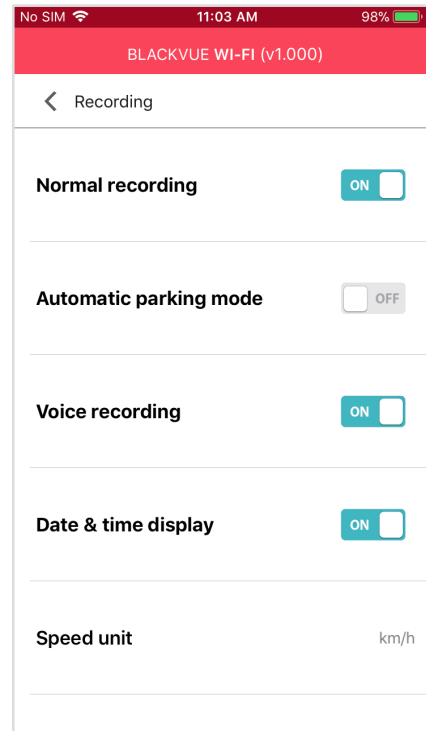 No SIM 11:03 AM 98%
BLACKVUE WI-FI (v1.000)
Recording
Normal recording ON
Automatic parking mode OFF
Voice recording ON
Date & time display ON
Speed unit km/h